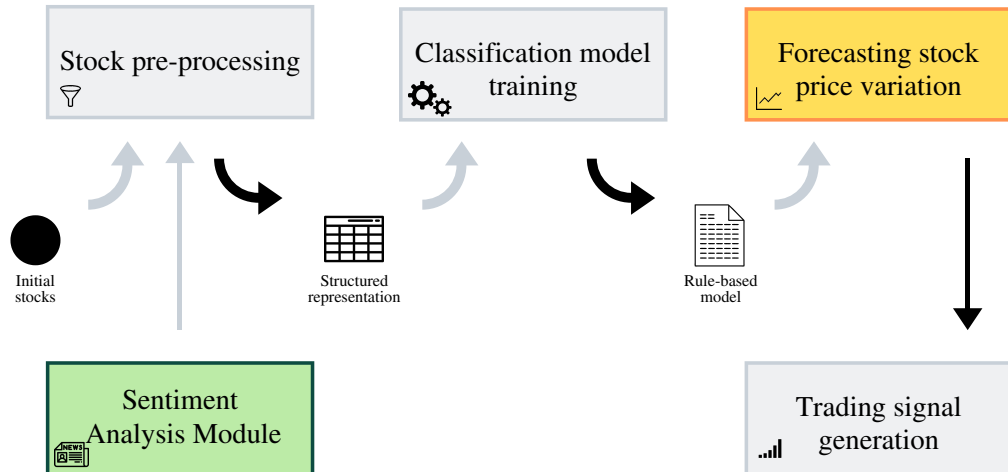 Stock pre-processing
Classification model
training
Forecasting stock
price variation
Initial
stocks
Structured
representation
Rule-based
model
Sentiment
Analysis Module
NEWS
Trading signal
generation